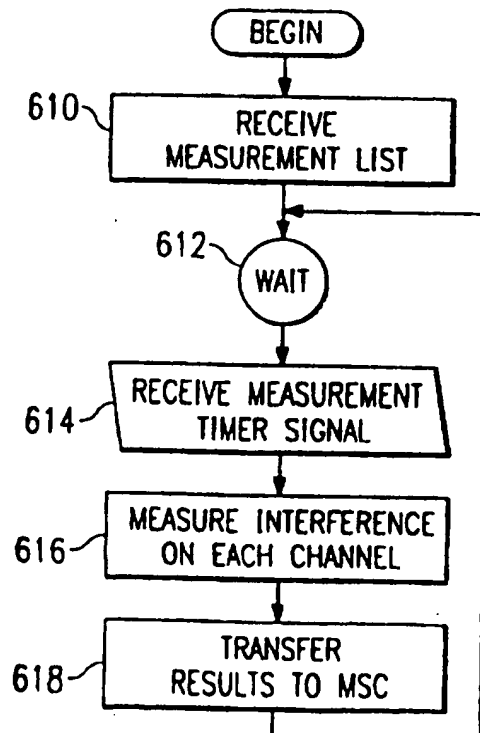 BEGIN
610
RECEIVE
MEASUREMENT LIST
612
WAIT
614
RECEIVE MEASUREMENT
TIMER SIGNAL
616
MEASURE INTERFERENCE
ON EACH CHANNEL
618
TRANSFER
RESULTS TO MSC